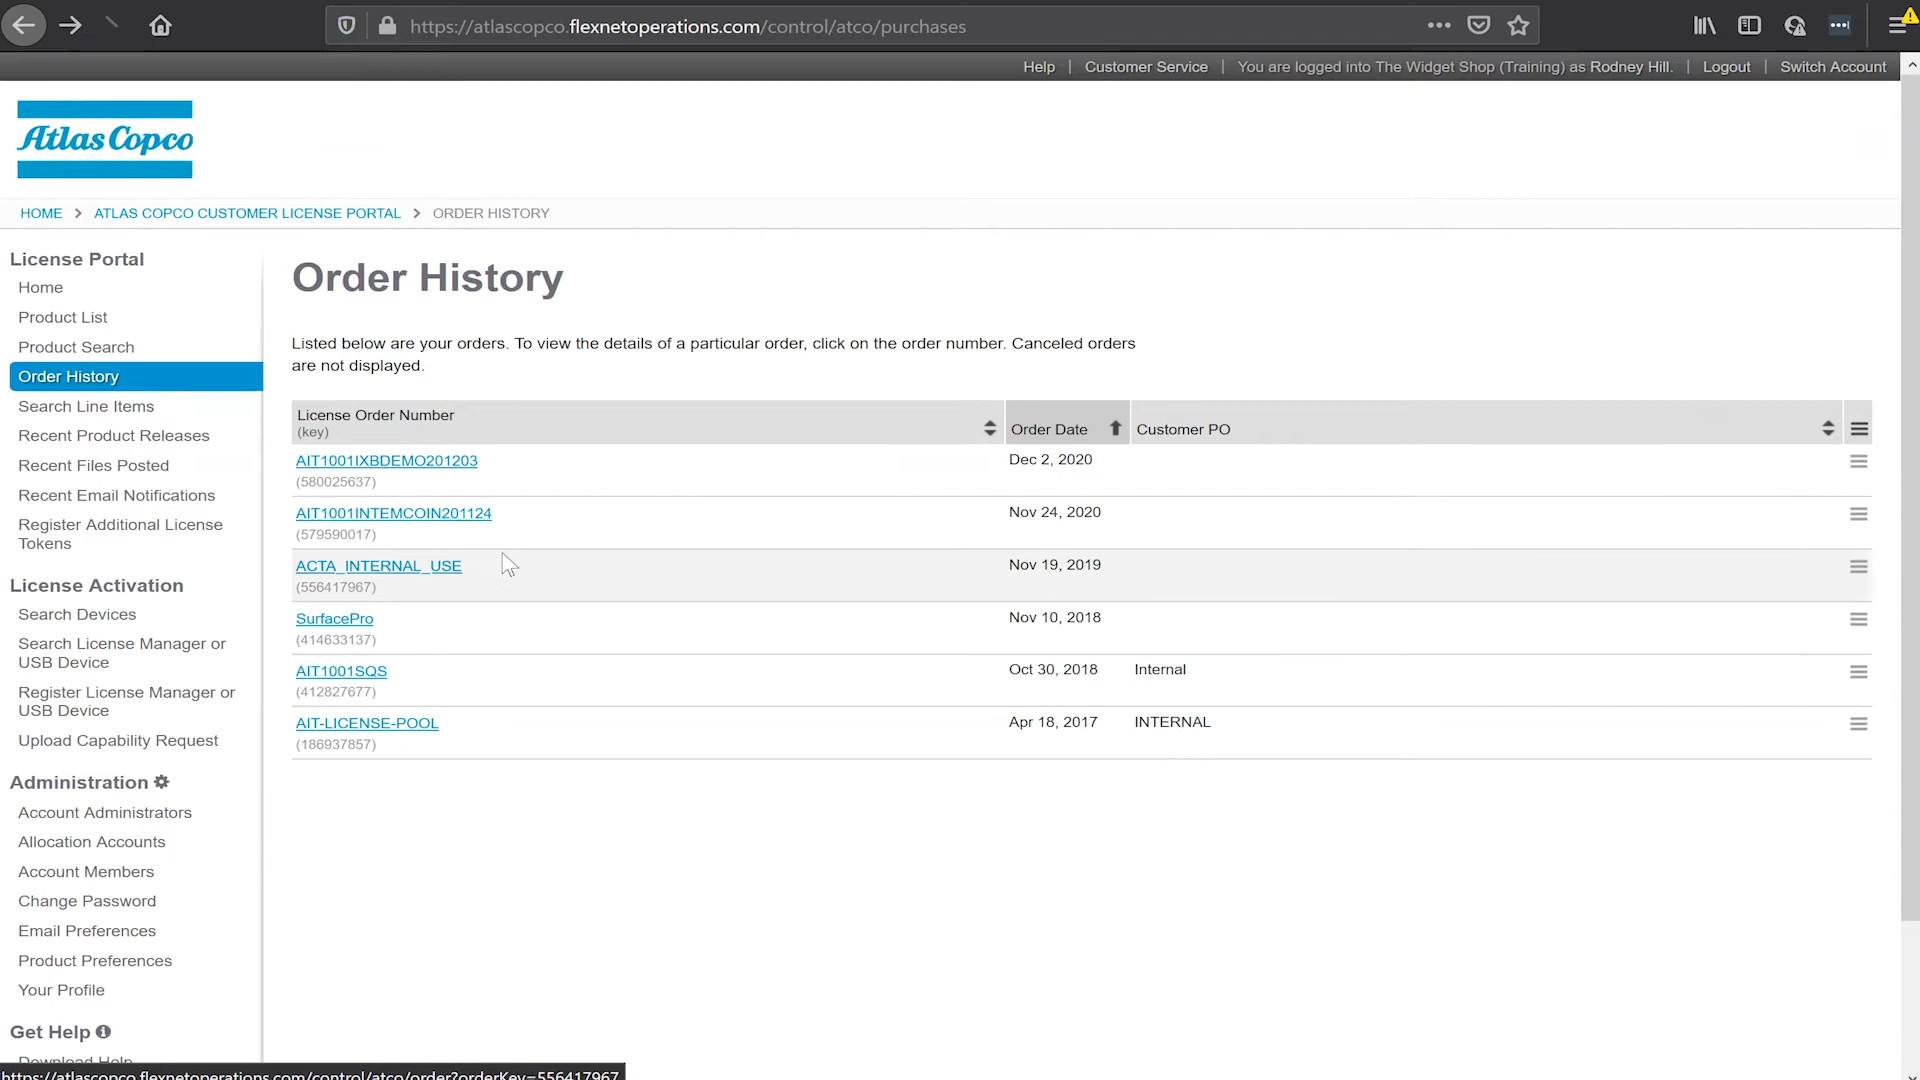 https://atlascopco.flexnetoperations.com/control/atco/purchases
Help | Customer Service | You are logged into The Widget Shop (Training) as Rodney Hill. | Logout | Switch Account
Atlas Copco
HOME > ATLAS COPCO CUSTOMER LICENSE PORTAL > ORDER HISTORY
License Portal
Home
Product List
Product Search
Order History
Search Line Items
Recent Product Releases
Recent Files Posted
Recent Email Notifications
Register Additional License
Tokens
License Activation
Search Devices
Search License Manager or
USB Device
Register License Manager or
USB Device
Upload Capability Request
Administration
Account Administrators
Allocation Accounts
Account Members
Change Password
Email Preferences
Product Preferences
Your Profile
Get Help
Download Help
Order History
Listed below are your orders. To view the details of a particular order, click on the order number. Canceled orders
are not displayed.
License Order Number
(key)
Order Date
Customer PO
AIT1001IXBDEMO201203 Dec 2, 2020
(580025637)
AIT1001INTEMCOIN201124 Nov 24, 2020
(579590017)
ACTA_INTERNAL_USE Nov 19, 2019
(556417967)
SurfacePro Nov 10, 2018
(414633137)
AIT1001SQS Oct 30, 2018 Internal
(412827677)
AIT-LICENSE-POOL Apr 18, 2017 INTERNAL
(186937857)
https://atlascopco.flexnetoperations.com/control/atco/order?orderKey=556417967